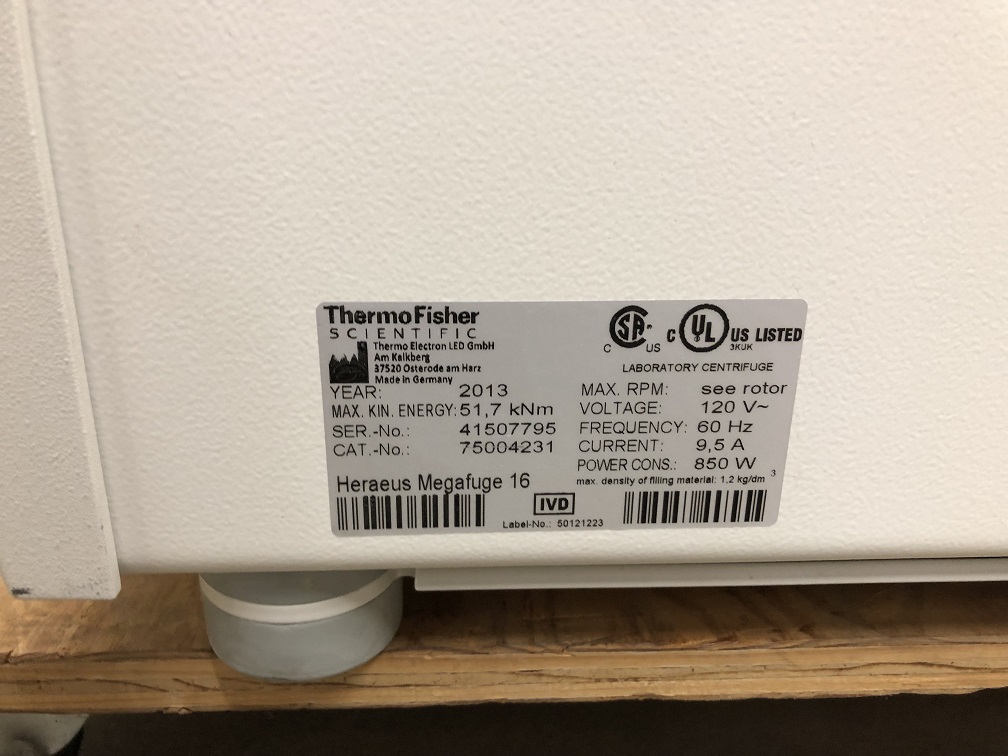 ThermoFisher
SCIENTIFIC
Thermo Electron LED GmbH
Am Kalkberg
37520 Osterode am Harz
Made in Germany
YEAR: 2013
MAX. KIN. ENERGY: 51,7 kNm
SER.-No.: 41507795
CAT.-No.: 75004231
Heraeus Megafuge 16
C SA US
C UL US LISTED
3KUK
LABORATORY CENTRIFUGE
MAX. RPM: see rotor
VOLTAGE: 120 V~
FREQUENCY: 60 Hz
CURRENT: 9,5 A
POWER CONS.: 850 W
max. density of filling material: 1,2 kg/dm³
IVD
Label-No.: 50121223